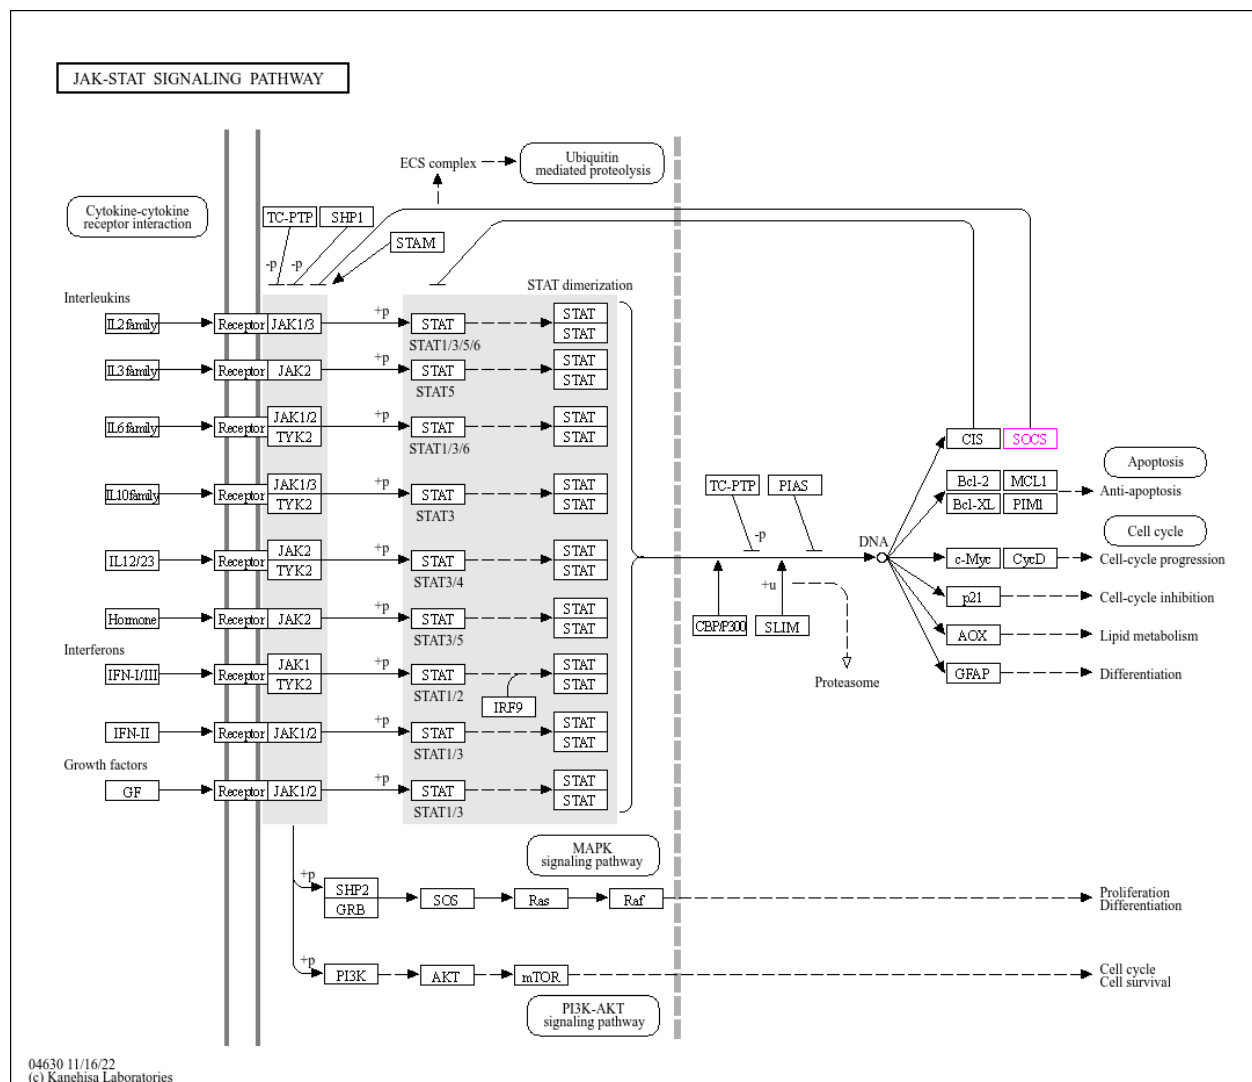 JAK-STAT SIGNALING PATHWAY
ECS complex
Ubiquitin
mediated proteolysis
Cytokine-cytokine
receptor interaction
TC-PTP
SHP1
STAM
-p
-p
STAT dimerization
Interleukins
IL2 family
Receptor
JAK1/3
+p
STAT
STAT1/3/5/6
STAT
STAT
IL3 family
Receptor
JAK2
+p
STAT
STAT5
STAT
STAT
IL6 family
Receptor
JAK1/2
TYK2
+p
STAT
STAT1/3/6
STAT
STAT
IL10 family
Receptor
JAK1/3
TYK2
+p
STAT
STAT3
STAT
STAT
IL12/23
Receptor
JAK2
TYK2
+p
STAT
STAT3/4
STAT
STAT
Hormone
Receptor
JAK2
+p
STAT
STAT3/5
STAT
STAT
Interferons
IFN-I/III
Receptor
JAK1
TYK2
+p
STAT
STAT1/2
IRF9
STAT
STAT
IFN-II
Receptor
JAK1/2
+p
STAT
STAT1/3
STAT
STAT
Growth factors
GF
Receptor
JAK1/2
+p
STAT
STAT1/3
STAT
STAT
TC-PTP
PIAS
-p
+u
CBP/P300
SLIM
Proteasome
DNA
CIS
SOCS
Bcl-2
MCL1
Bcl-XL
PIM1
Apoptosis
Anti-apoptosis
c-Myc
CycD
Cell cycle
Cell-cycle progression
p21
Cell-cycle inhibition
AOX
Lipid metabolism
GFAP
Differentiation
MAPK
signaling pathway
+p
SHP2
GRB
SOS
Ras
Raf
Proliferation
Differentiation
+p
PI3K
AKT
mTOR
Cell cycle
Cell survival
PI3K-AKT
signaling pathway
04630 11/16/22
(c) Kanehisa Laboratories